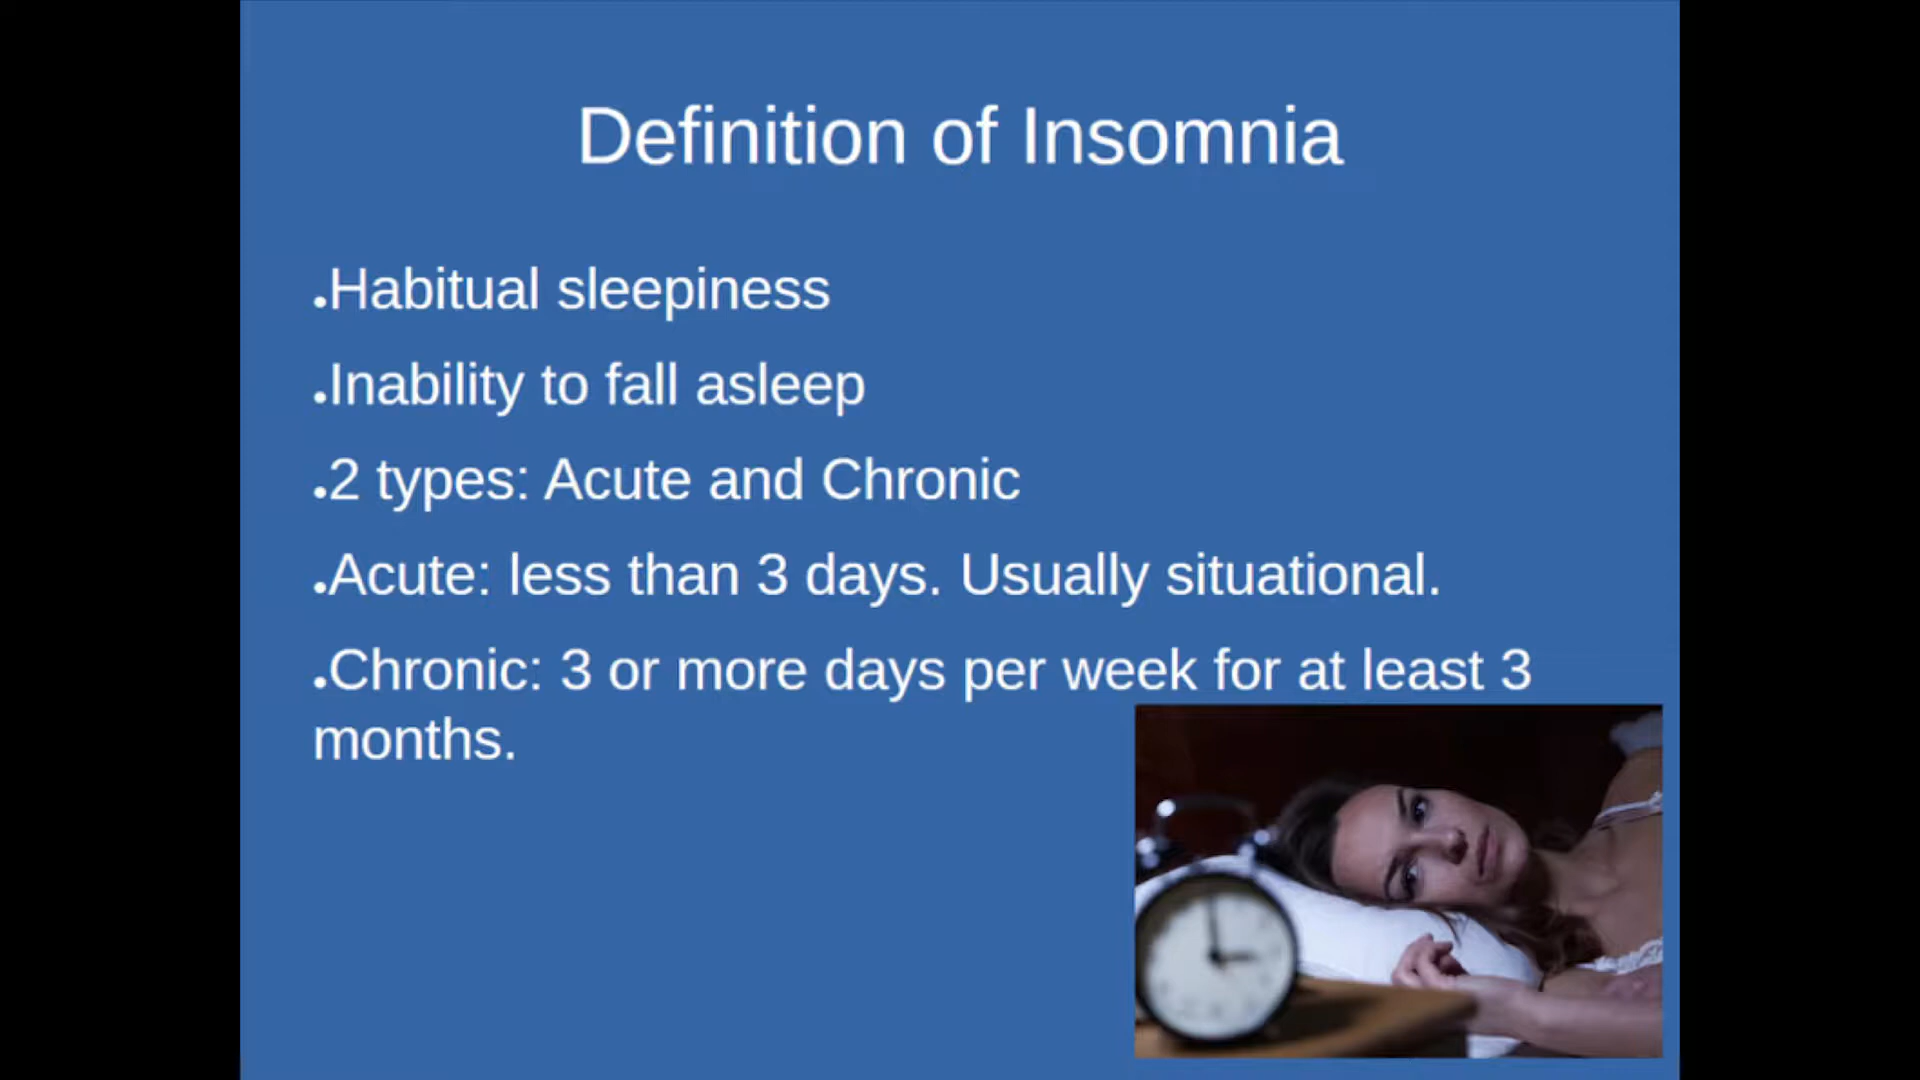 Definition of Insomnia
●Habitual sleepiness
●Inability to fall asleep
●2 types: Acute and Chronic
●Acute: less than 3 days. Usually situational.
●Chronic: 3 or more days per week for at least 3
months.